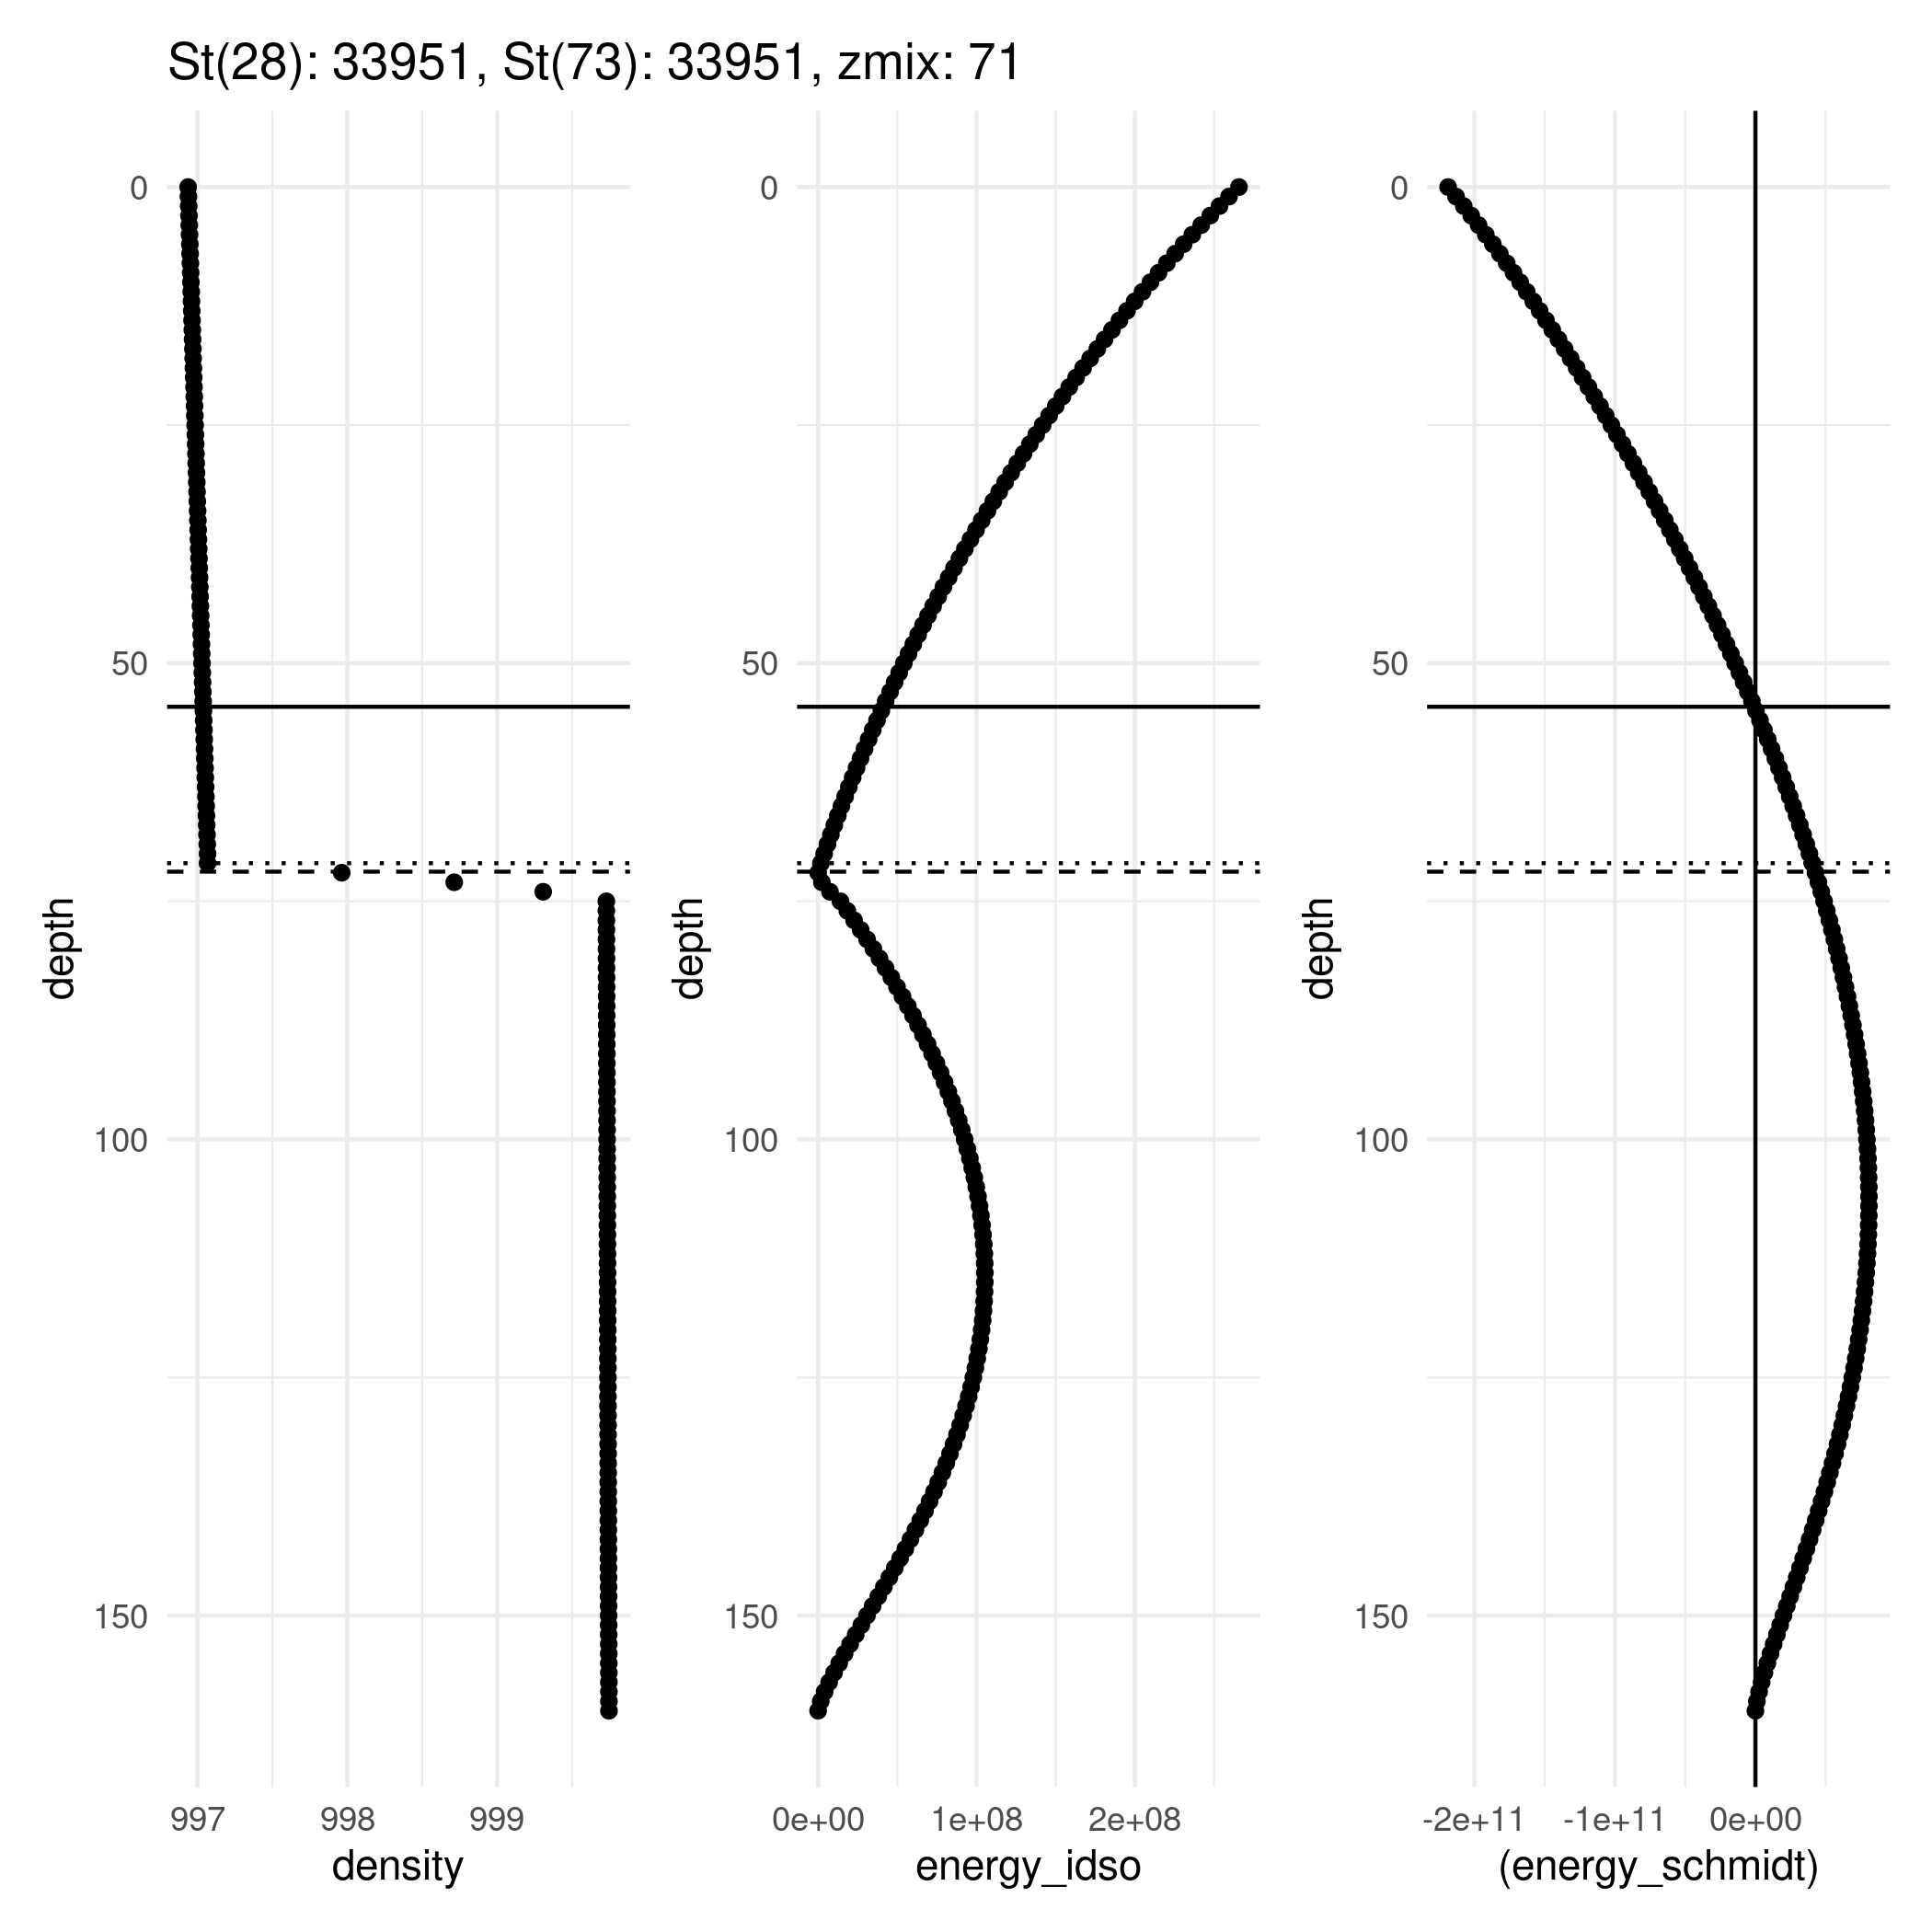 St(28): 33951, St(73): 33951, zmix: 71
0
50
100
150
depth
997 998 999
density
0
50
100
150
depth
0e+00 1e+08 2e+08
energy_idso
0
50
100
150
depth
-2e+11 -1e+11 0e+00
(energy_schmidt)